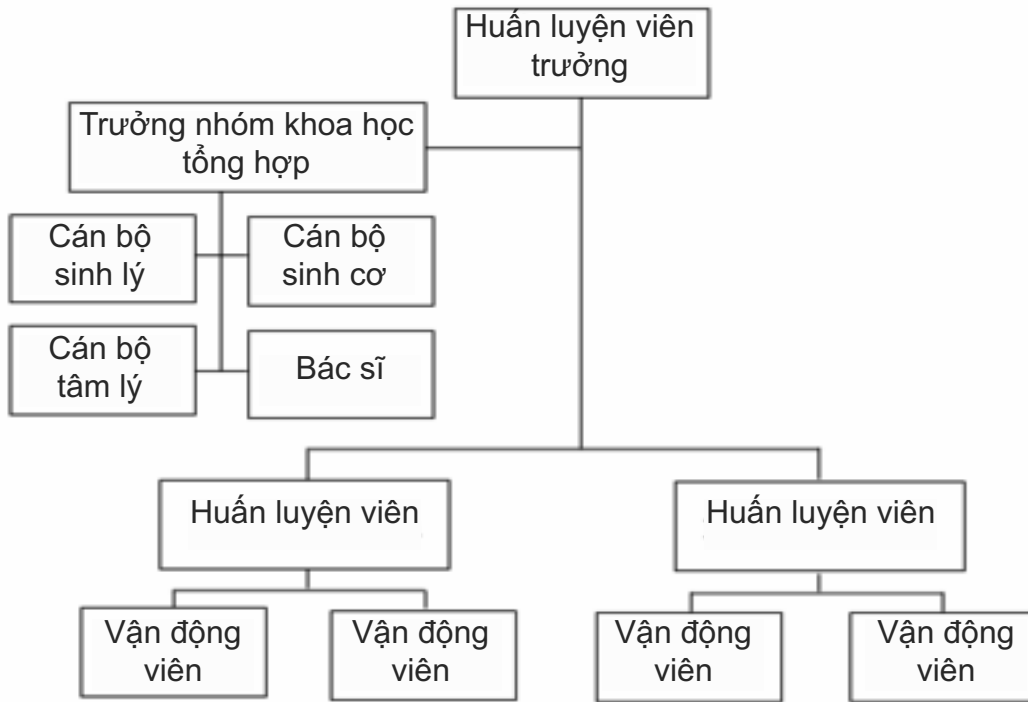 Huấn luyện viên
trưởng
Trưởng nhóm khoa học
tổng hợp
Cán bộ
sinh lý
Cán bộ
sinh cơ
Cán bộ
tâm lý
Bác sĩ
Huấn luyện viên
Huấn luyện viên
Vận động
viên
Vận động
viên
Vận động
viên
Vận động
viên